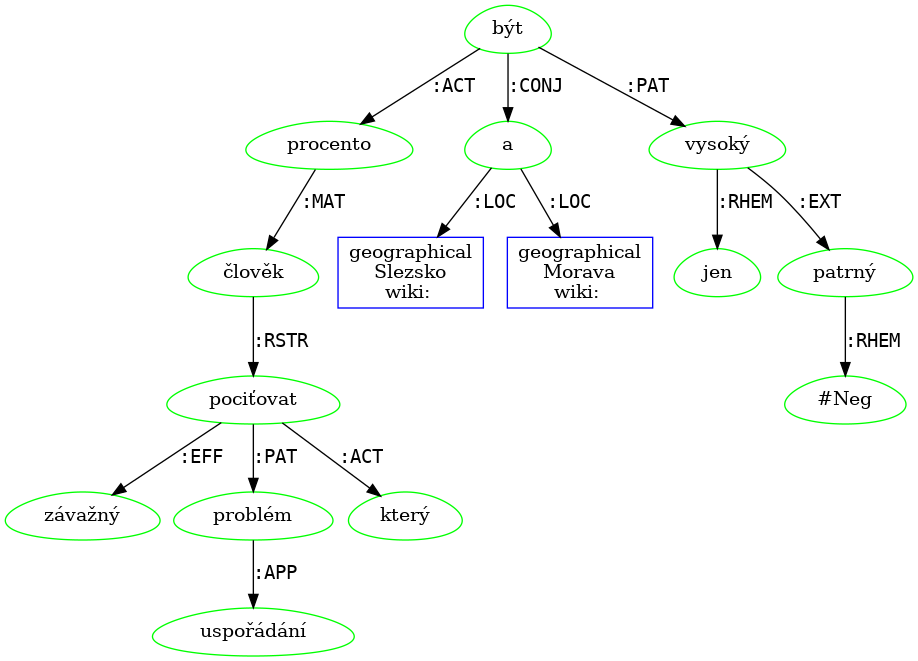 být
:ACT
:CONJ
:PAT
procento
a
vysoký
:MAT
:LOC
:LOC
:RHEM
:EXT
člověk
geographical
Slezsko
wiki:
geographical
Morava
wiki:
jen
patrný
:RSTR
:RHEM
pociťovat
#Neg
:EFF
:PAT
:ACT
závažný
problém
který
:APP
uspořádání